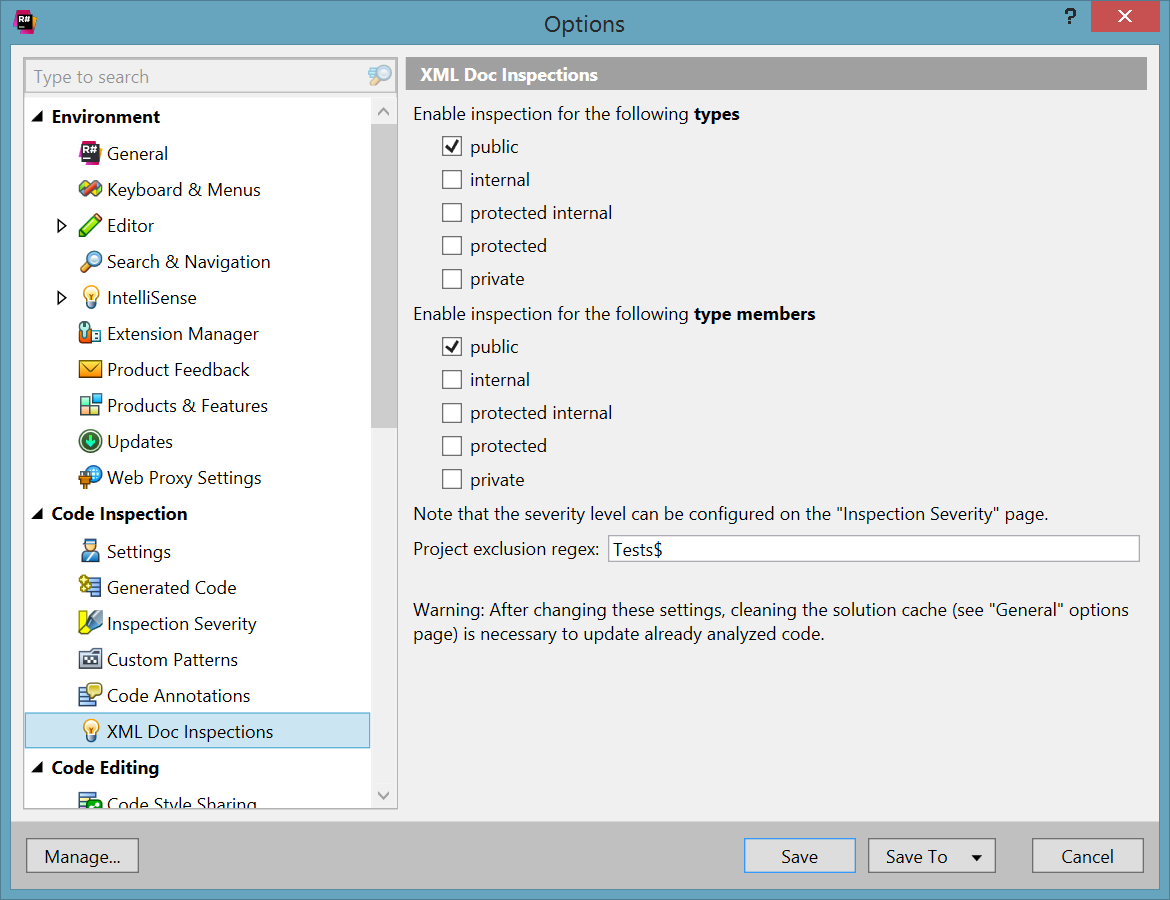 R#
Options
?
Type to search
Environment
R#
General
Keyboard & Menus
Editor
Search & Navigation
IntelliSense
Extension Manager
Product Feedback
Products & Features
Updates
Web Proxy Settings
Code Inspection
Settings
Generated Code
Inspection Severity
Custom Patterns
Code Annotations
XML Doc Inspections
Code Editing
Code Style Sharing
XML Doc Inspections
Enable inspection for the following types
public
internal
protected internal
protected
private
Enable inspection for the following type members
public
internal
protected internal
protected
private
Note that the severity level can be configured on the "Inspection Severity" page.
Project exclusion regex: Tests$
Warning: After changing these settings, cleaning the solution cache (see "General" options
page) is necessary to update already analyzed code.
Manage...
Save
Save To
Cancel